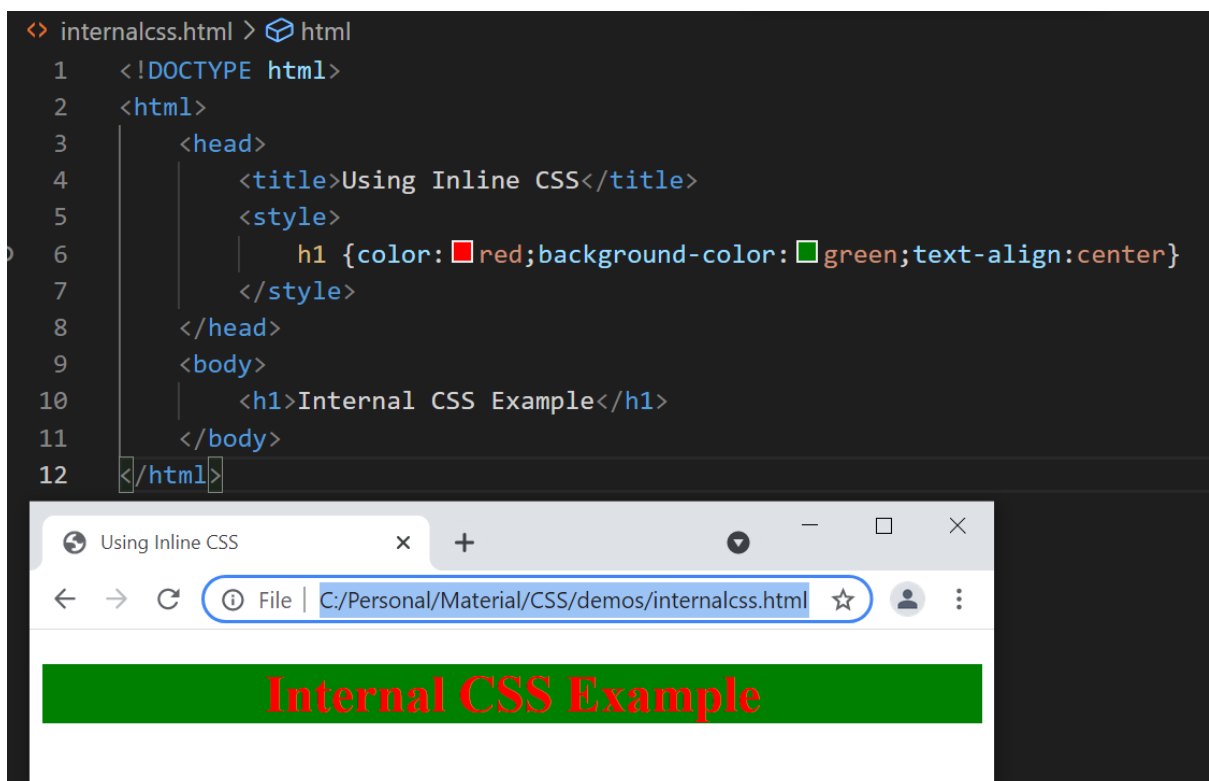 internalcss.html > html
1 <!DOCTYPE html>
2 <html>
3 <head>
4 <title>Using Inline CSS</title>
5 <style>
6 h1 {color:red;background-color:green;text-align:center}
7 </style>
8 </head>
9 <body>
10 <h1>Internal CSS Example</h1>
11 </body>
12 </html>
Using Inline CSS
File | C:/Personal/Material/CSS/demos/internalcss.html
Internal CSS Example